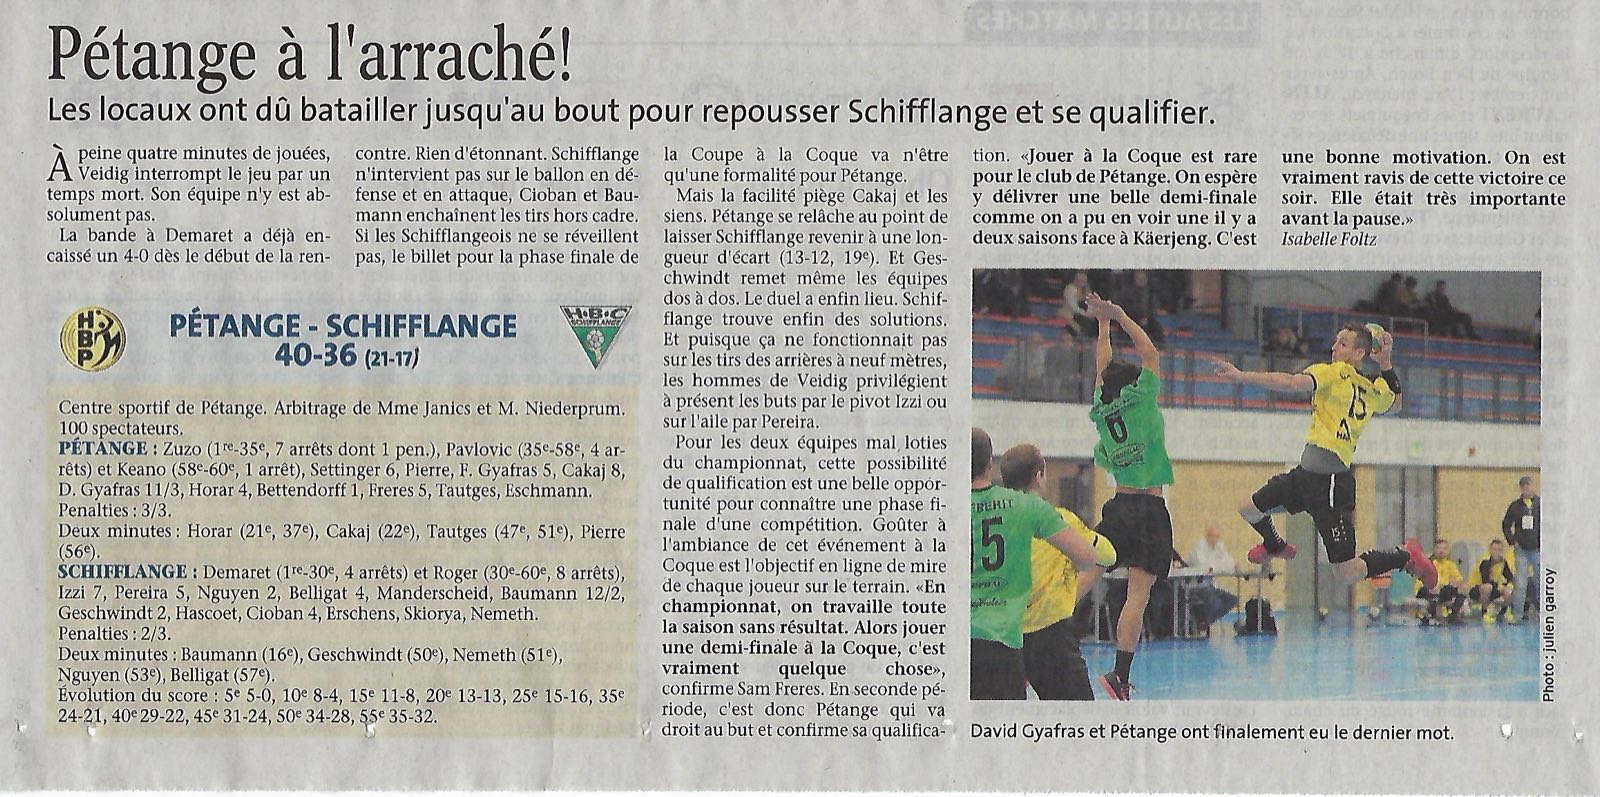 Pétange à l'arraché!
Les locaux ont dû batailler jusqu'au bout pour repousser Schifflange et se qualifier.
À peine quatre minutes de jouées,
Veidig interrompt le jeu par un
temps mort. Son équipe n'y est ab-
solument pas.
La bande à Demaret a déjà en-
caissé un 4-0 dès le début de la ren-
contre. Rien d'étonnant. Schifflange
n'intervient pas sur le ballon en dé-
fense et en attaque, Cioban et Bau-
mann enchaînent les tirs hors cadre.
Si les Schifflangeois ne se réveillent
pas, le billet pour la phase finale de
la Coupe à la Coque va n'être
qu'une formalité pour Pétange.
Mais la facilité piège Cakaj et les
siens. Pétange se relâche au point de
laisser Schifflange revenir à une lon-
gueur d'écart (13-12, 19e). Et Ges-
schwindt remet même les équipes
dos à dos. Le duel a enfin lieu. Schif-
flange trouve enfin des solutions.
Et puisque ça ne fonctionnait pas
sur les tirs des arrières à neuf mètres,
les hommes de Veidig privilégient
à présent les buts par le pivot Izzi ou
sur l'aile par Pereira.
Pour les deux équipes mal loties
du championnat, cette possibilité
de qualification est une belle oppor-
tunité pour connaître une phase fi-
nale d'une compétition. Goûter à
l'ambiance de cet événement à la
Coque est l'objectif en ligne de mire
de chaque joueur sur le terrain. «En
championnat, on travaille toute
la saison sans résultat. Alors jouer
une demi-finale à la Coque, c'est
vraiment quelque chose»,
confirme Sam Freres. En seconde pé-
riode, c'est donc Pétange qui va
droit au but et confirme sa qualifica-
tion. «Jouer à la Coque est rare
pour le club de Pétange. On espère
y délivrer une belle demi-finale
comme on a pu en voir une il y a
deux saisons face à Käerjeng. C'est
une bonne motivation. On est
vraiment ravis de cette victoire ce
soir. Elle était très importante
avant la pause.»
Isabelle Foltz
HBP
PÉTANGE - SCHIFFLANGE
40-36 (21-17)
H·B·C
SCHIFFLANGE
Centre sportif de Pétange. Arbitrage de Mme Janics et M. Niederprum.
100 spectateurs.
PÉTANGE : Zuzo (1re-35e, 7 arrêts dont 1 pen.), Pavlovic (35e-58e, 4 ar-
rêts) et Keano (58e-60e, 1 arrêt), Settinger 6, Pierre, F. Gyafras 5, Cakaj 8,
D. Gyafras 11/3, Horar 4, Bettendorff 1, Freres 5, Tautges, Eschmann.
Penalties : 3/3.
Deux minutes : Horar (21e, 37e), Cakaj (22e), Tautges (47e, 51e), Pierre
(56e).
SCHIFFLANGE : Demaret (1re-30e, 4 arrêts) et Roger (30e-60e, 8 arrêts),
Izzi 7, Pereira 5, Nguyen 2, Belligat 4, Manderscheid, Baumann 12/2,
Geschwindt 2, Hascoet, Cioban 4, Erschens, Skiorya, Nemeth.
Penalties : 2/3.
Deux minutes : Baumann (16e), Geschwindt (50e), Nemeth (51e),
Nguyen (53e), Belligat (57e).
Évolution du score : 5e 5-0, 10e 8-4, 15e 11-8, 20e 13-13, 25e 15-16, 35e
24-21, 40e 29-22, 45e 31-24, 50e 34-28, 55e 35-32.
6
15
5
Photo : julien garroy
David Gyafras et Pétange ont finalement eu le dernier mot.